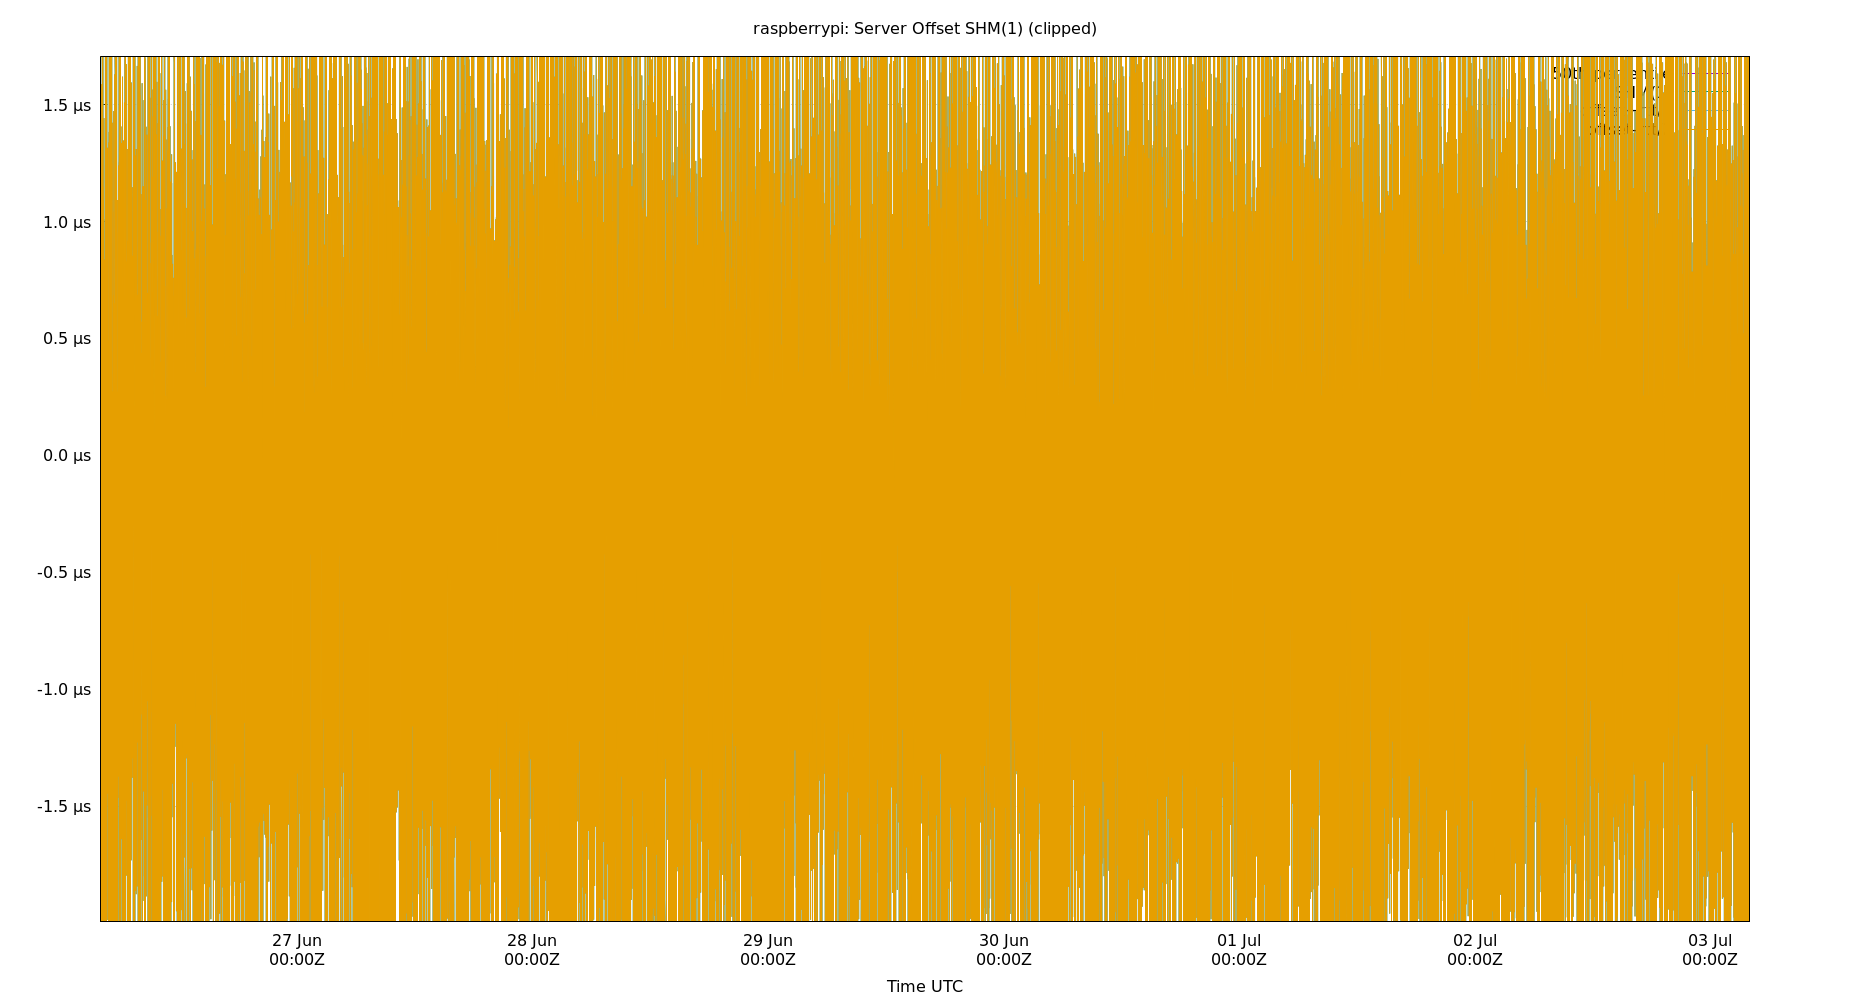 raspberrypi: Server Offset SHM(1) (clipped)
1.5 µs
1.0 µs
0.5 µs
0.0 µs
-0.5 µs
-1.0 µs
-1.5 µs
27 Jun
00:00Z
28 Jun
00:00Z
29 Jun
00:00Z
30 Jun
00:00Z
01 Jul
00:00Z
02 Jul
00:00Z
03 Jul
00:00Z
Time UTC